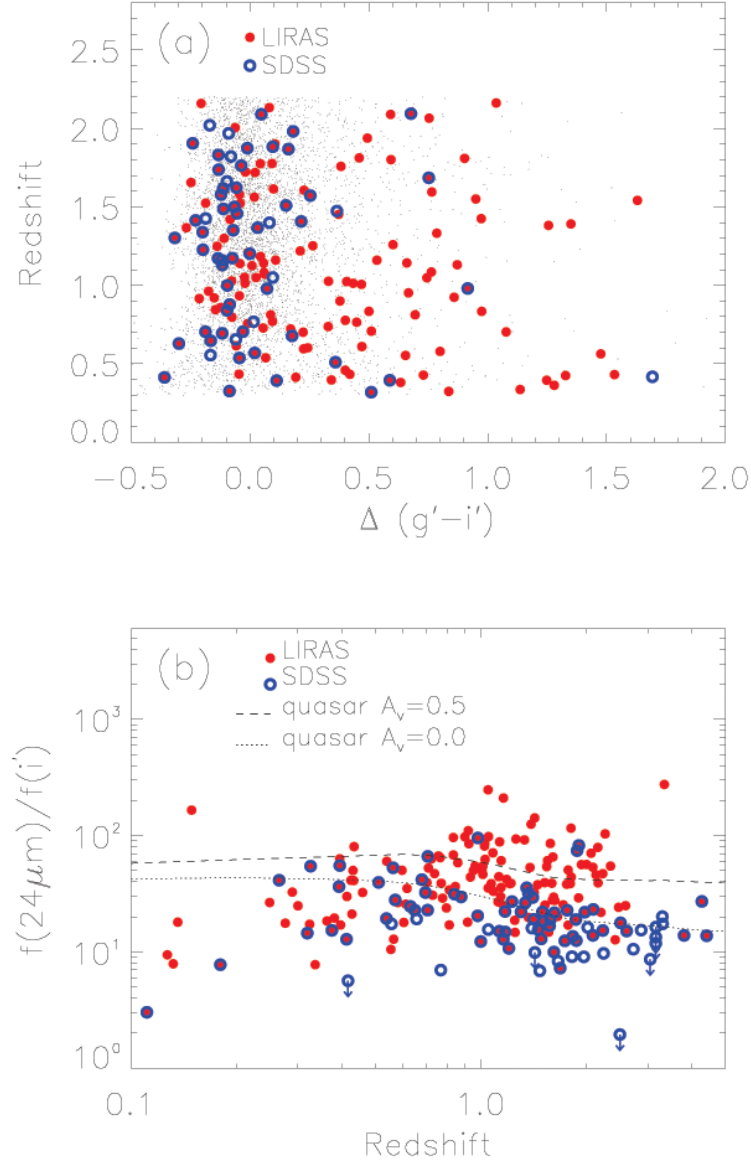 (a)
LIRAS
SDSS
2.5
2.0
1.5
1.0
0.5
0.0
Redshift
−0.5 0.0 0.5 1.0 1.5 2.0
Δ (g'−i')
(b)
LIRAS
SDSS
quasar Aᵥ=0.5
quasar Aᵥ=0.0
10³
10²
10¹
10⁰
f(24μm)/f(i')
0.1 1.0
Redshift